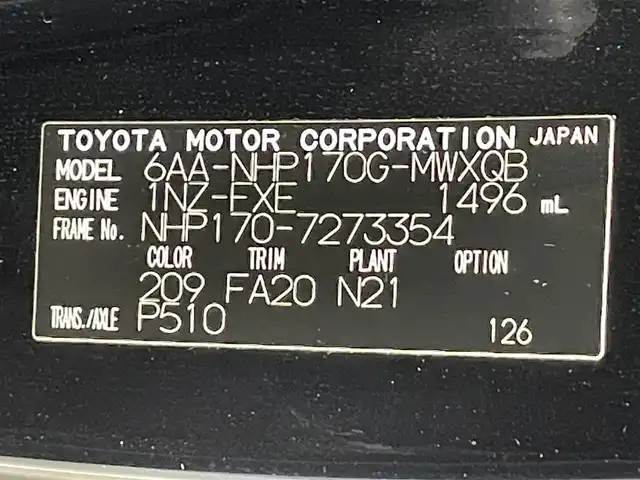 TOYOTA MOTOR CORPORATION JAPAN
MODEL 6AA-NHP170G-MWXQB
ENGINE 1NZ-FXE 1496 mL
FRAME No. NHP170-7273354
COLOR TRIM PLANT OPTION
209 FA20 N21
TRANS./AXLE P510 126